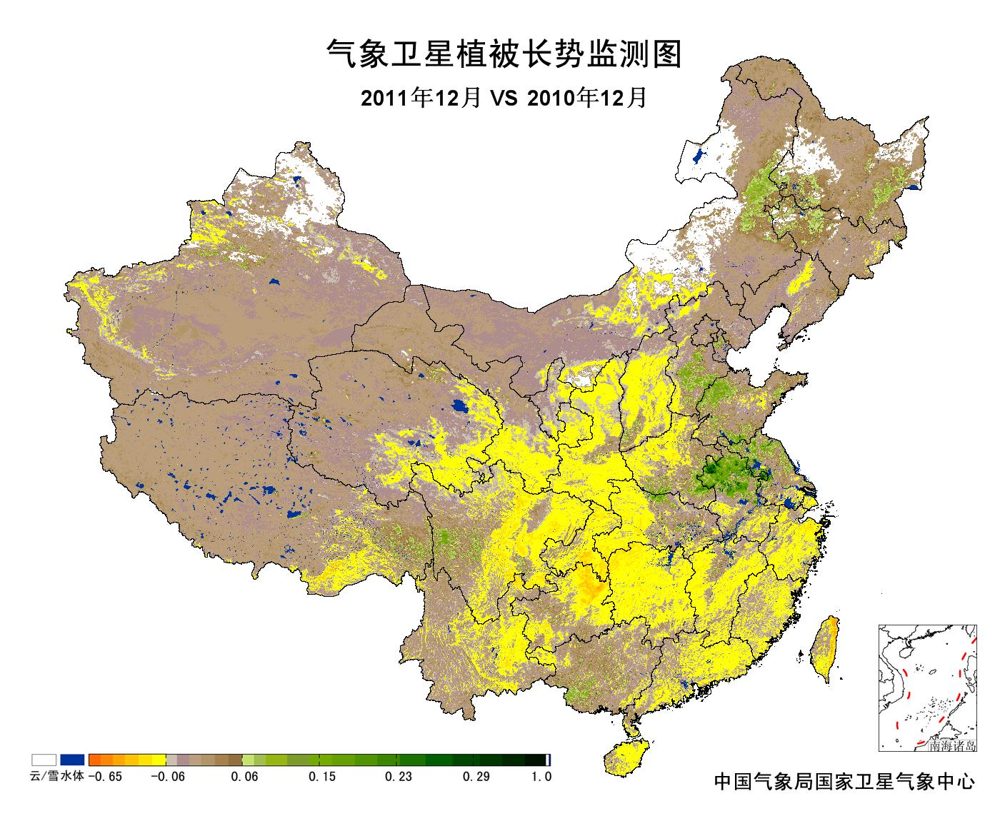 气象卫星植被长势监测图
2011年12月 VS 2010年12月
南海诸岛
云/雪 水体 -0.65 -0.06 0.06 0.15 0.23 0.29 1.0
中国气象局国家卫星气象中心